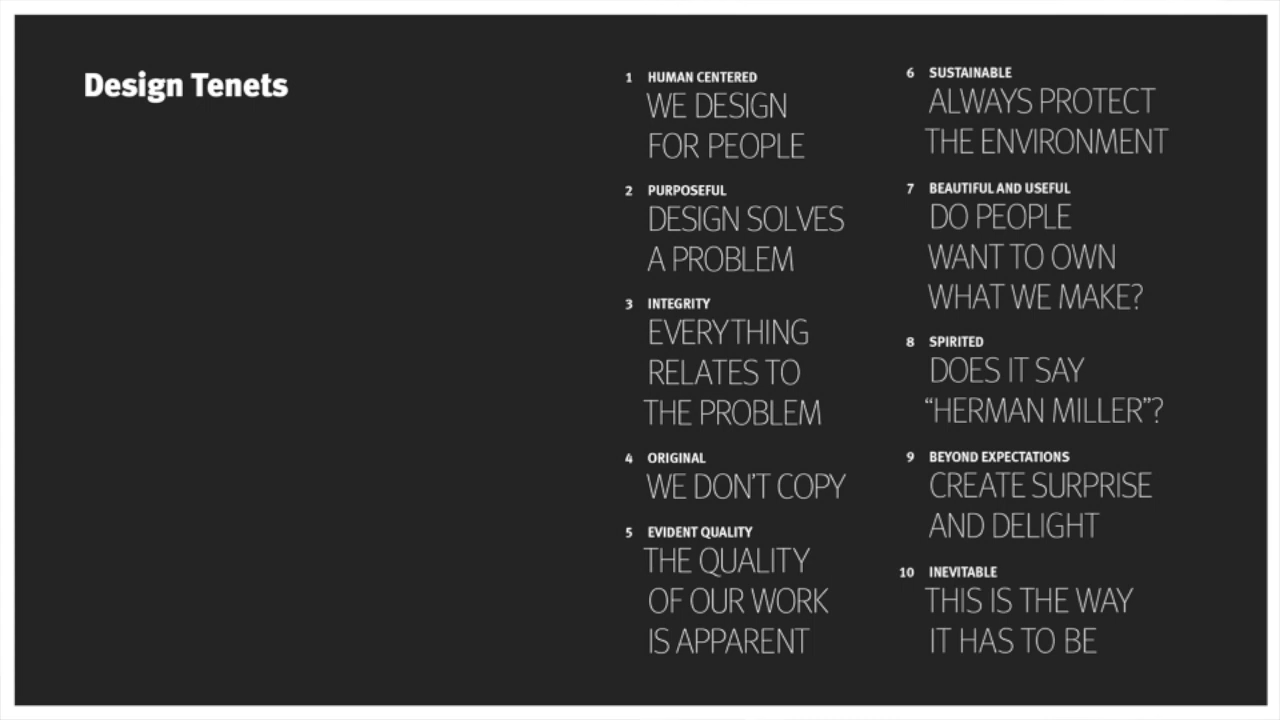 Design Tenets
1 HUMAN CENTERED
WE DESIGN
FOR PEOPLE
2 PURPOSEFUL
DESIGN SOLVES
A PROBLEM
3 INTEGRITY
EVERYTHING
RELATES TO
THE PROBLEM
4 ORIGINAL
WE DON’T COPY
5 EVIDENT QUALITY
THE QUALITY
OF OUR WORK
IS APPARENT
6 SUSTAINABLE
ALWAYS PROTECT
THE ENVIRONMENT
7 BEAUTIFUL AND USEFUL
DO PEOPLE
WANT TO OWN
WHAT WE MAKE?
8 SPIRITED
DOES IT SAY
“HERMAN MILLER”?
9 BEYOND EXPECTATIONS
CREATE SURPRISE
AND DELIGHT
10 INEVITABLE
THIS IS THE WAY
IT HAS TO BE